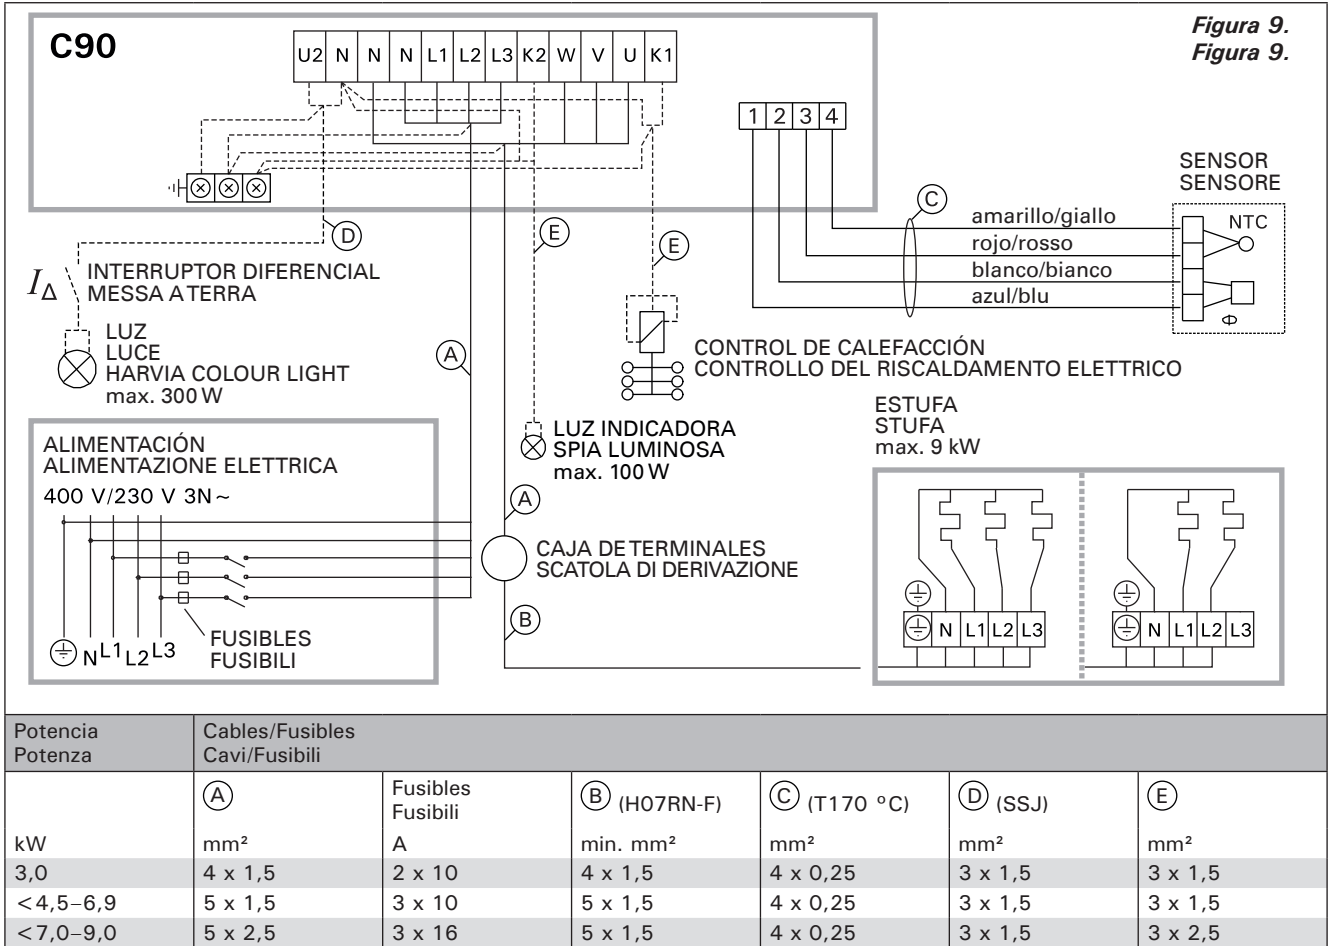 C90
Figura 9.
Figura 9.
U2 N N N L1 L2 L3 K2 W V U K1
1 2 3 4
SENSOR
SENSORE
C
amarillo/giallo
rojo/rosso
blanco/bianco
azul/blu
NTC
D
E
E
I∆
INTERRUPTOR DIFERENCIAL
MESSA A TERRA
LUZ
LUCE
HARVIA COLOUR LIGHT
max. 300 W
A
CONTROL DE CALEFACCIÓN
CONTROLLO DEL RISCALDAMENTO ELETTRICO
ESTUFA
STUFA
max. 9 kW
LUZ INDICADORA
SPIA LUMINOSA
max. 100 W
ALIMENTACIÓN
ALIMENTAZIONE ELETTRICA
400 V/230 V 3N~
A
CAJA DE TERMINALES
SCATOLA DI DERIVAZIONE
B
N L1 L2 L3
FUSIBLES
FUSIBILI
N L1 L2 L3
N L1 L2 L3
Potencia
Potenza
Cables/Fusibles
Cavi/Fusibili
A
Fusibles
Fusibili
B (H07RN-F)
C (T170 °C)
D (SSJ)
E
kW mm² A min. mm² mm² mm² mm²
3,0 4 x 1,5 2 x 10 4 x 1,5 4 x 0,25 3 x 1,5 3 x 1,5
<4,5–6,9 5 x 1,5 3 x 10 5 x 1,5 4 x 0,25 3 x 1,5 3 x 1,5
<7,0–9,0 5 x 2,5 3 x 16 5 x 1,5 4 x 0,25 3 x 1,5 3 x 2,5